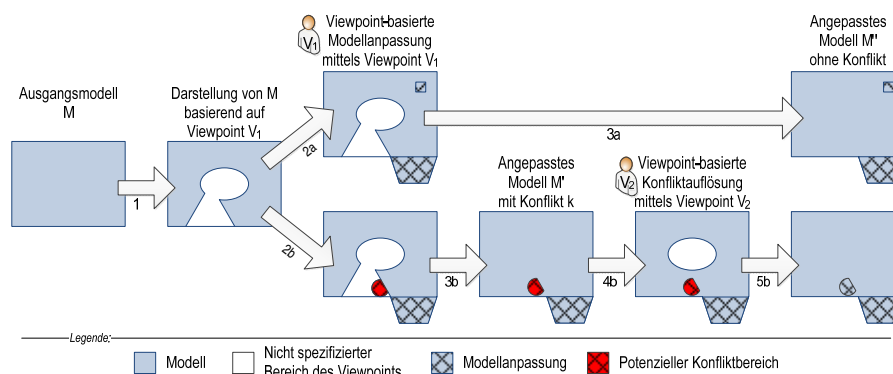 Ausgangsmodell
M
Darstellung von M
basierend auf
Viewpoint V1
V1
Viewpoint-basierte
Modellanpassung
mittels Viewpoint V1
Angepasstes
Modell M''
ohne Konflikt
1
2a
3a
2b
Angepasstes
Modell M'
mit Konflikt k
V2
Viewpoint-basierte
Konfliktauflösung
mittels Viewpoint V2
3b
4b
5b
Legende:
Modell
Nicht spezifizierter
Bereich des Viewpoints
Modellanpassung
Potenzieller Konfliktbereich